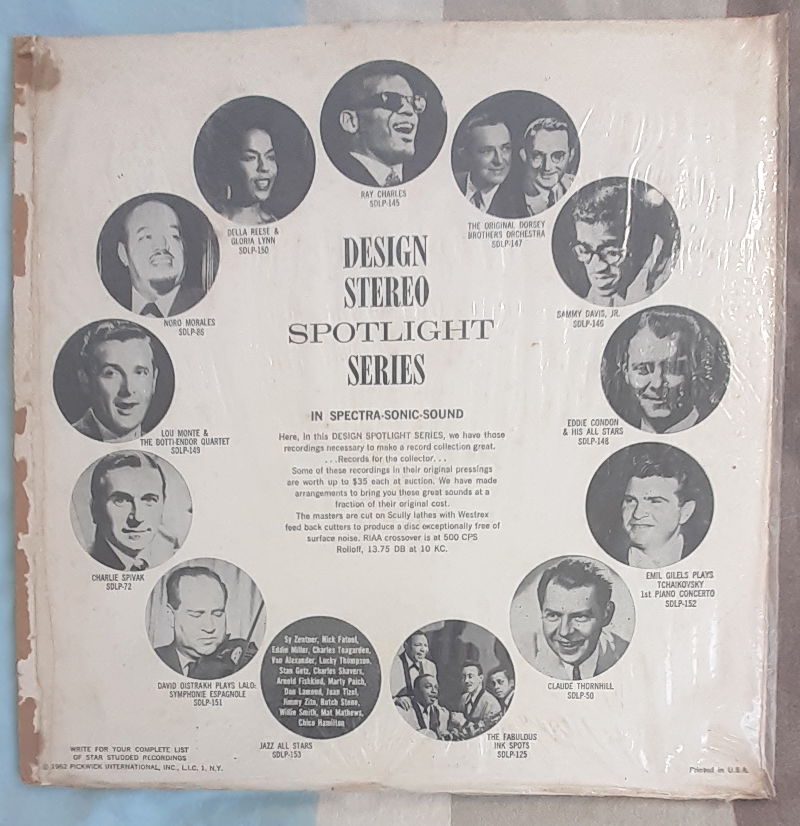 RAY CHARLES
SDLP-145
THE ORIGINAL DORSEY
BROTHERS ORCHESTRA
SDLP-147
DELLA REESE &
GLORIA LYNN
SDLP-150
SAMMY DAVIS, JR.
SDLP-146
NORO MORALES
SDLP-86
EDDIE CONDON
& HIS ALL STARS
SDLP-148
LOU MONTE &
THE BOTTI-ENDOR QUARTET
SDLP-149
DESIGN
STEREO
SPOTLIGHT
SERIES
IN SPECTRA-SONIC-SOUND
Here, in this DESIGN SPOTLIGHT SERIES, we have those
recordings necessary to make a record collection great.
. . .Records for the collector. . .
Some of these recordings in their original pressings
are worth up to $35 each at auction. We have made
arrangements to bring you these great sounds at a
fraction of their original cost.
The masters are cut on Scully lathes with Westrex
feed back cutters to produce a disc exceptionally free of
surface noise. RIAA crossover is at 500 CPS
Rolloff, 13.75 DB at 10 KC.
CHARLIE SPIVAK
SDLP-72
EMIL GILELS PLAYS
TCHAIKOVSKY
1st PIANO CONCERTO
SDLP-152
DAVID OISTRAKH PLAYS LALO:
SYMPHONIE ESPAGNOLE
SDLP-151
CLAUDE THORNHILL
SDLP-50
Sy Zentner, Nick Fatool,
Eddie Miller, Charles Teagarden,
Van Alexander, Lucky Thompson,
Stan Getz, Charles Shavers,
Arnold Fishkind, Marty Paich,
Don Lamond, Juan Tizol,
Jimmy Zito, Butch Stone,
Willie Smith, Mat Mathews,
Chico Hamilton
JAZZ ALL STARS
SDLP-153
THE FABULOUS
INK SPOTS
SDLP-125
WRITE FOR YOUR COMPLETE LIST
OF STAR STUDDED RECORDINGS
© 1962 PICKWICK INTERNATIONAL, INC., L.I.C. 1, N.Y.
Printed in U.S.A.